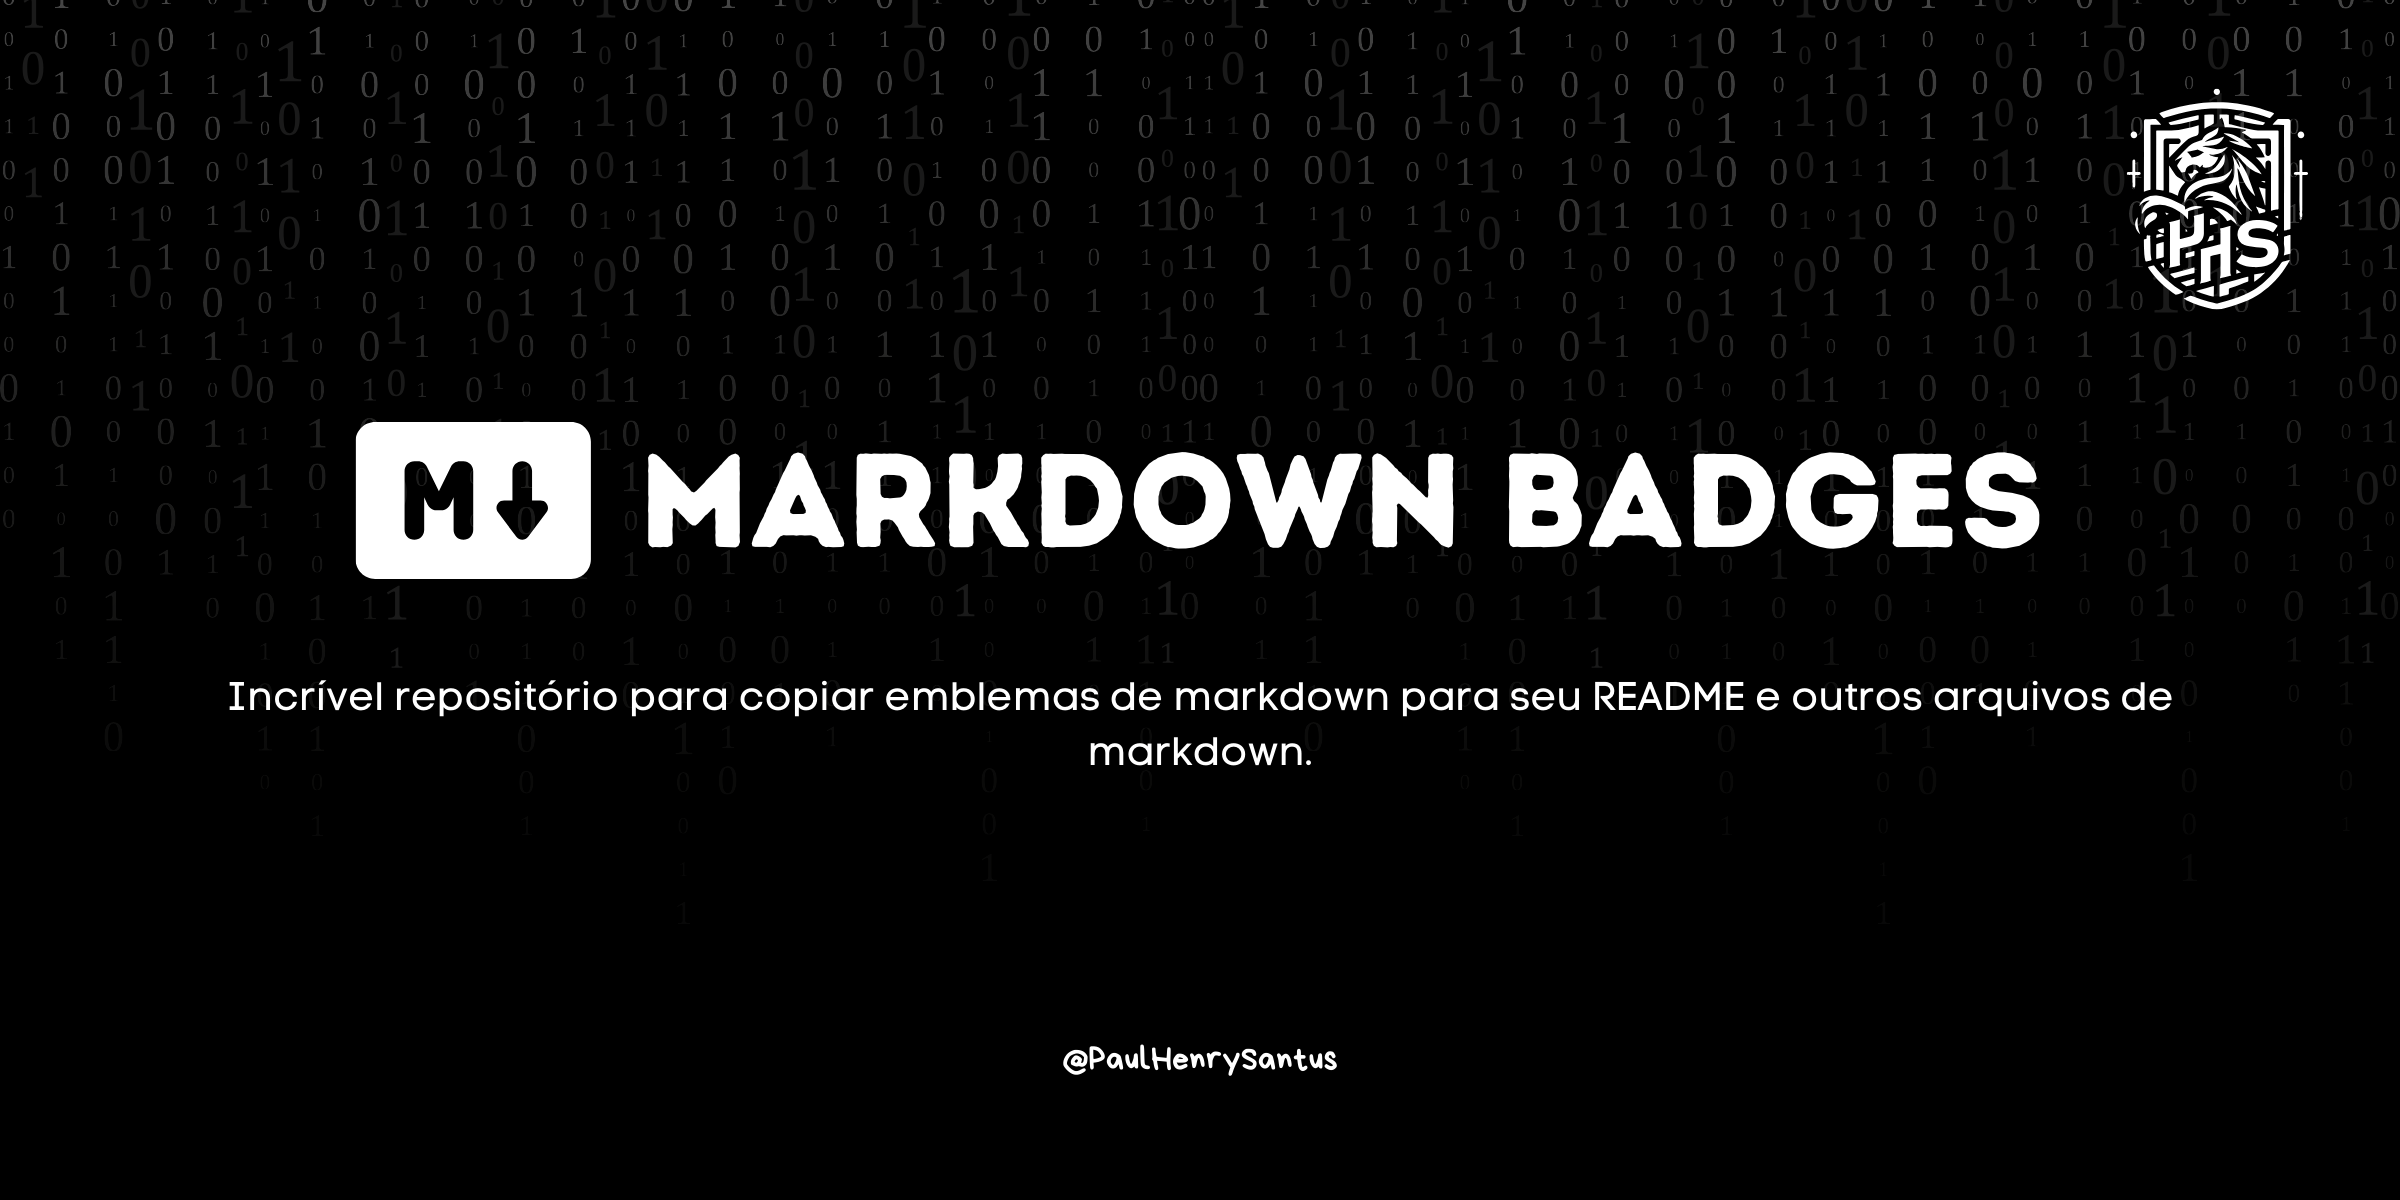 PHS
M
MARKDOWN BADGES
Incrível repositório para copiar emblemas de markdown para seu README e outros arquivos de
markdown.
@PaulHenrySantus